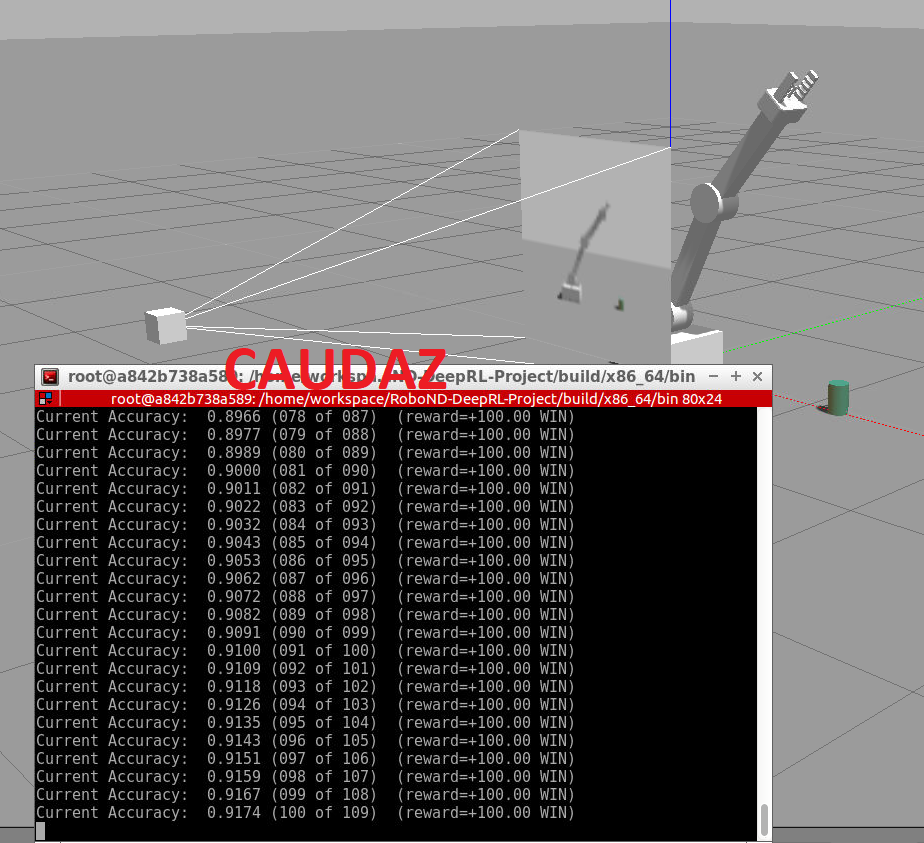 CAUDAZ
root@a842b738a589: /home/workspa
DeepRL-Project/build/x86_64/bin
root@a842b738a589: /home/workspace/RoboND-DeepRL-Project/build/x86_64/bin 80x24
Current Accuracy:  0.8966 (078 of 087)  (reward=+100.00 WIN)
Current Accuracy:  0.8977 (079 of 088)  (reward=+100.00 WIN)
Current Accuracy:  0.8989 (080 of 089)  (reward=+100.00 WIN)
Current Accuracy:  0.9000 (081 of 090)  (reward=+100.00 WIN)
Current Accuracy:  0.9011 (082 of 091)  (reward=+100.00 WIN)
Current Accuracy:  0.9022 (083 of 092)  (reward=+100.00 WIN)
Current Accuracy:  0.9032 (084 of 093)  (reward=+100.00 WIN)
Current Accuracy:  0.9043 (085 of 094)  (reward=+100.00 WIN)
Current Accuracy:  0.9053 (086 of 095)  (reward=+100.00 WIN)
Current Accuracy:  0.9062 (087 of 096)  (reward=+100.00 WIN)
Current Accuracy:  0.9072 (088 of 097)  (reward=+100.00 WIN)
Current Accuracy:  0.9082 (089 of 098)  (reward=+100.00 WIN)
Current Accuracy:  0.9091 (090 of 099)  (reward=+100.00 WIN)
Current Accuracy:  0.9100 (091 of 100)  (reward=+100.00 WIN)
Current Accuracy:  0.9109 (092 of 101)  (reward=+100.00 WIN)
Current Accuracy:  0.9118 (093 of 102)  (reward=+100.00 WIN)
Current Accuracy:  0.9126 (094 of 103)  (reward=+100.00 WIN)
Current Accuracy:  0.9135 (095 of 104)  (reward=+100.00 WIN)
Current Accuracy:  0.9143 (096 of 105)  (reward=+100.00 WIN)
Current Accuracy:  0.9151 (097 of 106)  (reward=+100.00 WIN)
Current Accuracy:  0.9159 (098 of 107)  (reward=+100.00 WIN)
Current Accuracy:  0.9167 (099 of 108)  (reward=+100.00 WIN)
Current Accuracy:  0.9174 (100 of 109)  (reward=+100.00 WIN)